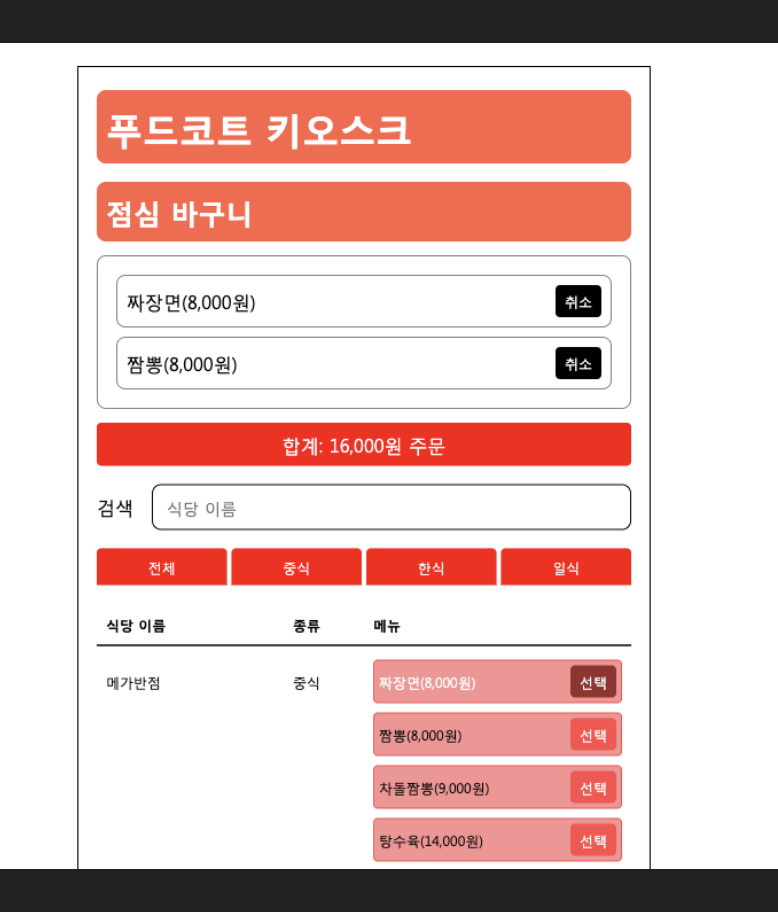 푸드코트 키오스크
점심 바구니
짜장면(8,000원) 취소
짬뽕(8,000원) 취소
합계: 16,000원 주문
검색 식당 이름
전체 중식 한식 일식
식당 이름 종류 메뉴
메가반점 중식 짜장면(8,000원) 선택
짬뽕(8,000원) 선택
차돌짬뽕(9,000원) 선택
탕수육(14,000원) 선택